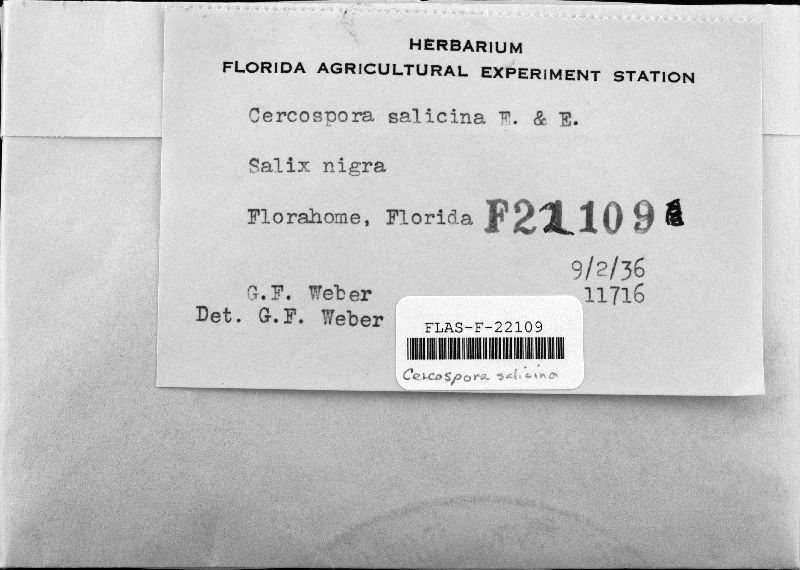 HERBARIUM
FLORIDA AGRICULTURAL EXPERIMENT STATION
Cercospora salicina E. & E.
Salix nigra
Florahome, Florida F22109
9/2/36
G.F. Weber 11716
Det. G.F. Weber
FLAS-F-22109
Cercospora salicina